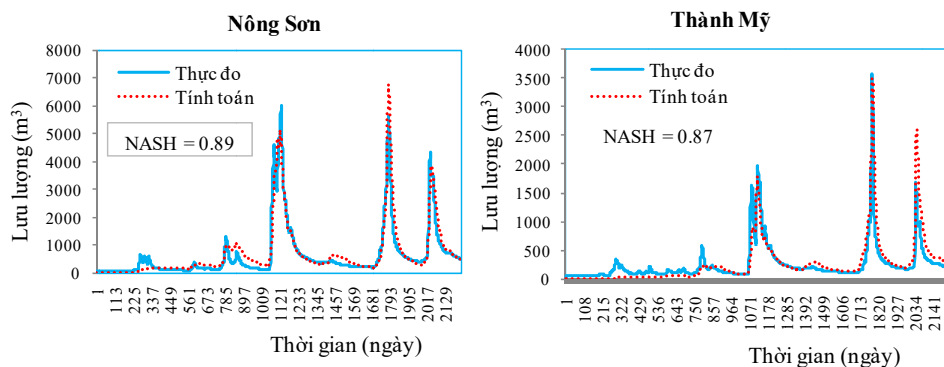 Nông Sơn
8000
7000
6000
5000
4000
3000
2000
1000
0
Lưu lượng (m³)
Thực đo
Tính toán
NASH = 0.89
1 113 225 337 449 561 673 785 897 1009 1121 1233 1345 1457 1569 1681 1793 1905 2017 2129
Thời gian (ngày)
Thành Mỹ
4000
3500
3000
2500
2000
1500
1000
500
0
Lưu lượng (m³)
Thực đo
Tính toán
NASH = 0.87
1 108 215 322 429 536 643 750 857 964 1071 1178 1285 1392 1499 1606 1713 1820 1927 2034 2141
Thời gian (ngày)